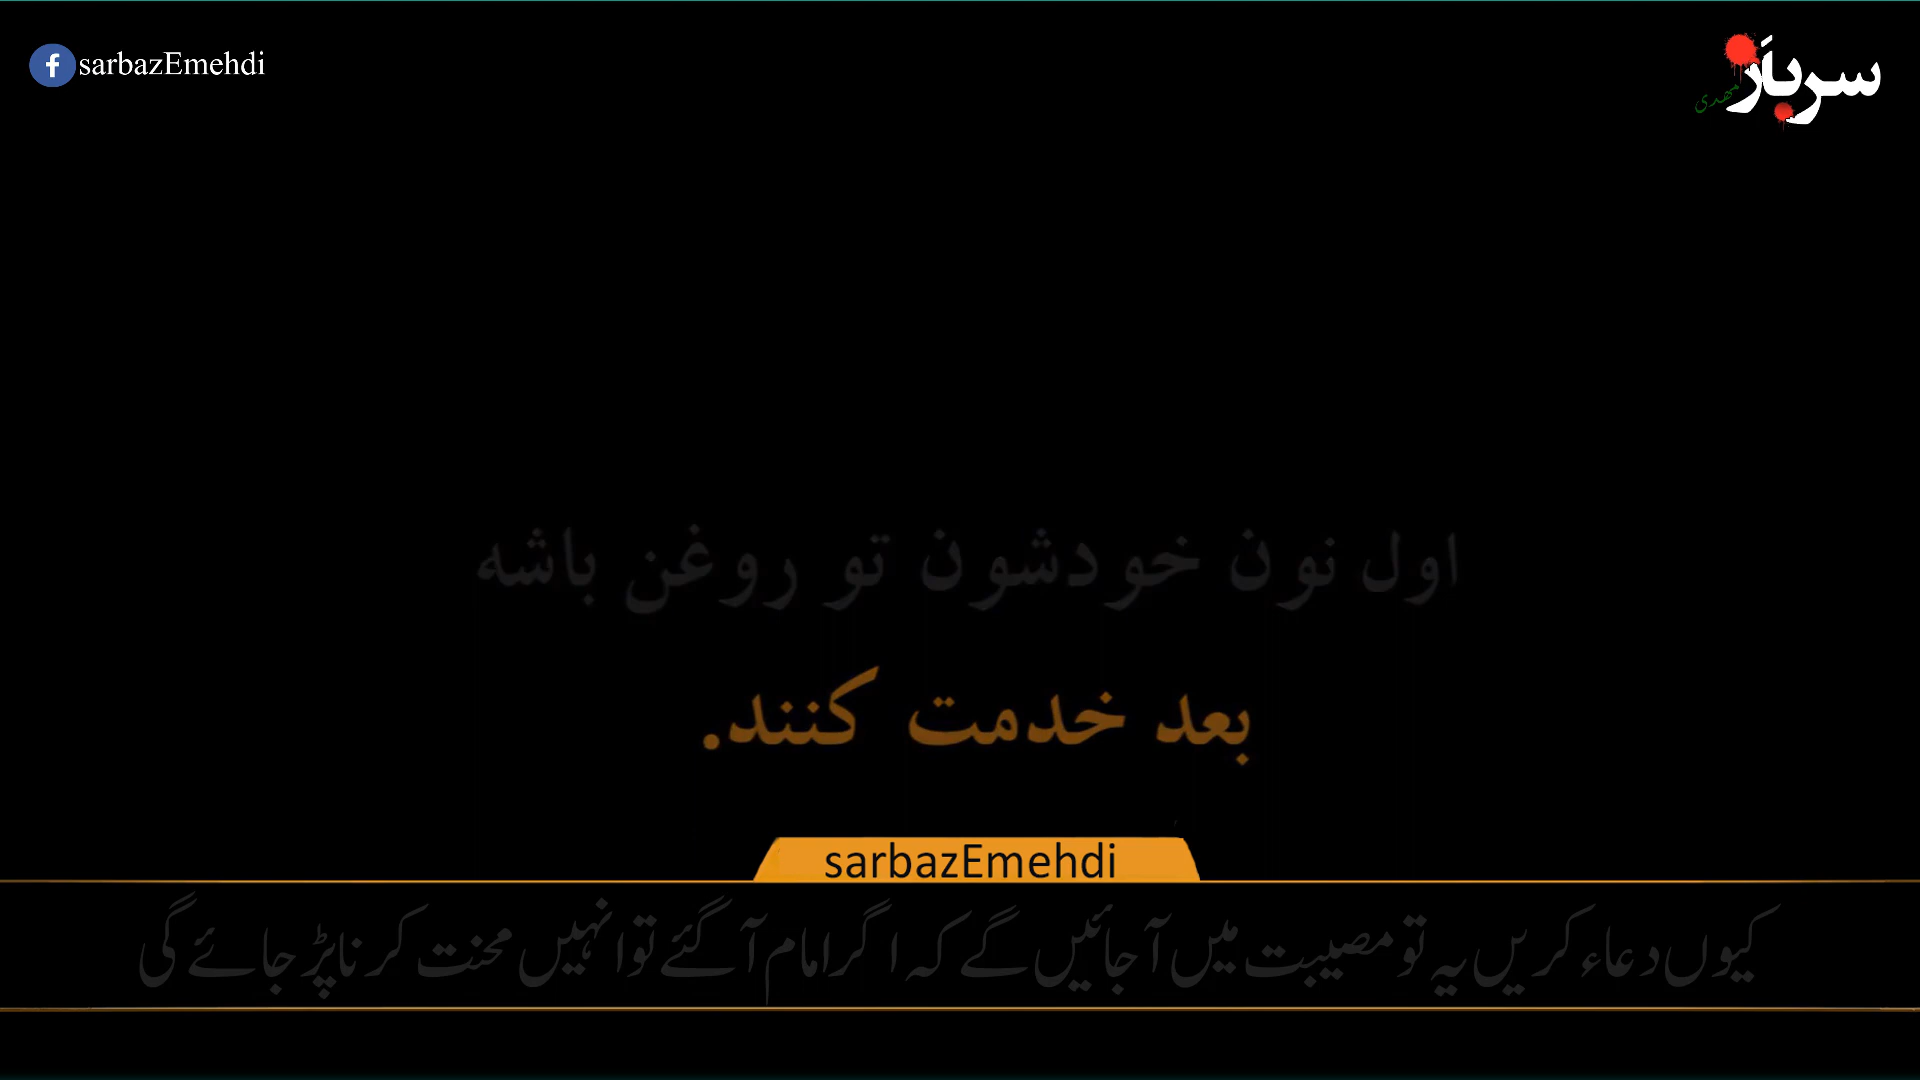 sarbazEmehdi
سرباز
مهدی
اول نون خودشون تو روغن باشه
بعد خدمت کنند.
sarbazEmehdi
کیوں دعاء کریں یہ تو مصیبت میں آجائیں گے کہ اگر امام آگئے تو انہیں محنت کرنا پڑ جائے گی